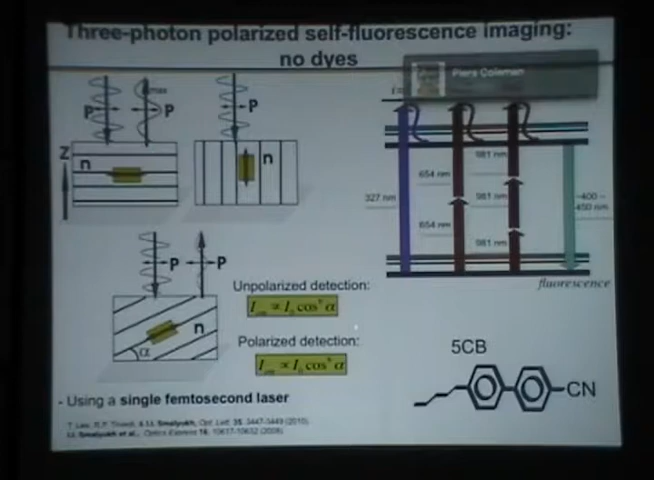 Three-photon polarized self-fluorescence imaging:
no dyes
Piers Coleman
P
P
max
P
Z
n
n
P
P
n
α
327 nm
654 nm
654 nm
981 nm
981 nm
981 nm
~400 -
450 nm
fluorescence
Unpolarized detection:
Polarized detection:
5CB
CN
- Using a single femtosecond laser